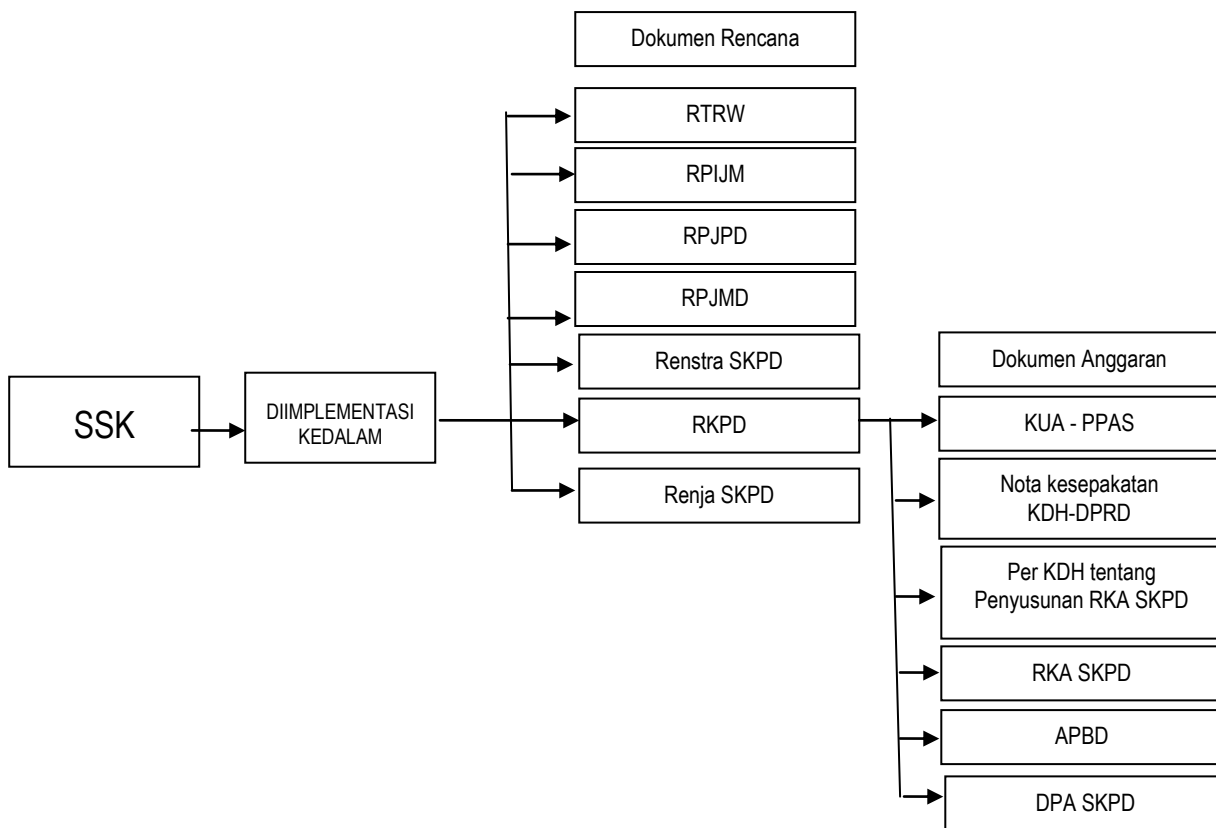 Dokumen Rencana
RTRW
RPIJM
RPJPD
RPJMD
Renstra SKPD
RKPD
Renja SKPD
SSK
DIIMPLEMENTASI
KEDALAM
Dokumen Anggaran
KUA - PPAS
Nota kesepakatan
KDH-DPRD
Per KDH tentang
Penyusunan RKA SKPD
RKA SKPD
APBD
DPA SKPD